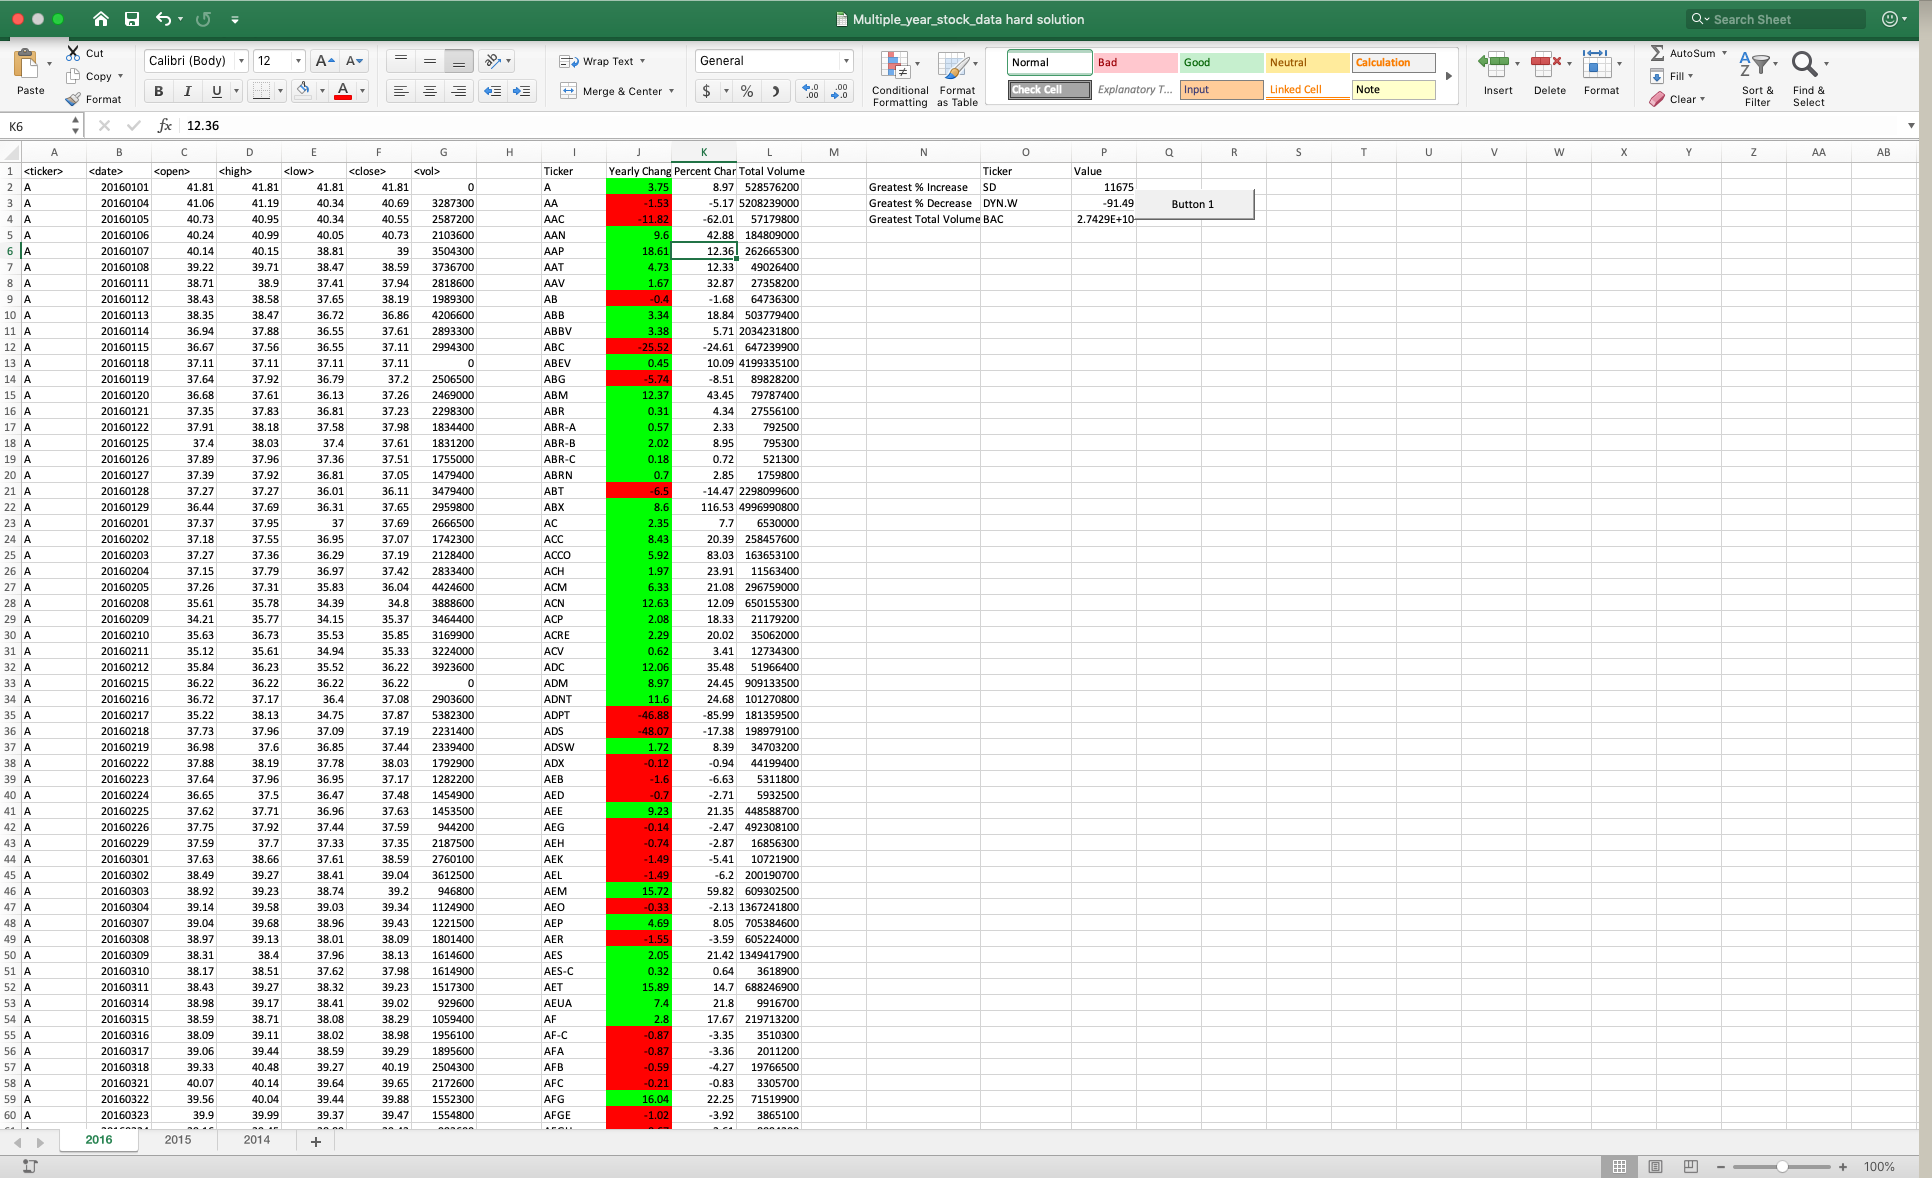 Multiple_year_stock_data hard solution
Search Sheet
Paste
Cut
Copy
Format
Calibri (Body) 12 A A
B I U A
Wrap Text
Merge & Center
General
$ % )
Conditional Formatting
Format as Table
Normal Bad Good Neutral Calculation
Check Cell Explanatory T... Input Linked Cell Note
Insert Delete Format
AutoSum
Fill
Clear
Sort & Filter
Find & Select
K6 fx 12.36
A B C D E F G H I J K L M N O P Q R S T U V W X Y Z AA AB
1 <ticker> <date> <open> <high> <low> <close> <vol> Ticker Yearly Chang Percent Char Total Volume Ticker Value
2 A 20160101 41.81 41.81 41.81 41.81 0 A 3.75 8.97 528576200 Greatest % Increase SD 11675
3 A 20160104 41.06 41.19 40.34 40.69 3287300 AA -1.53 -5.17 5208239000 Greatest % Decrease DYN.W -91.49 Button 1
4 A 20160105 40.73 40.95 40.34 40.55 2587200 AAC -11.82 -62.01 57179800 Greatest Total Volume BAC 2.7429E+10
5 A 20160106 40.24 40.99 40.05 40.73 2103600 AAN 9.6 42.88 184809000
6 A 20160107 40.14 40.15 38.81 39 3504300 AAP 18.61 12.36 262665300
7 A 20160108 39.22 39.71 38.47 38.59 3736700 AAT 4.73 12.33 49026400
8 A 20160111 38.71 38.9 37.41 37.94 2818600 AAV 1.67 32.87 27358200
9 A 20160112 38.43 38.58 37.65 38.19 1989300 AB -0.4 -1.68 64736300
10 A 20160113 38.35 38.47 36.72 36.86 4206600 ABB 3.34 18.84 503779400
11 A 20160114 36.94 37.88 36.55 37.61 2893300 ABBV 3.38 5.71 2034231800
12 A 20160115 36.67 37.56 36.55 37.11 2994300 ABC -25.52 -24.61 647239900
13 A 20160118 37.11 37.11 37.11 37.11 0 ABEV 0.45 10.09 4199335100
14 A 20160119 37.64 37.92 36.79 37.2 2506500 ABG -5.74 -8.51 89828200
15 A 20160120 36.68 37.61 36.13 37.26 2469000 ABM 12.37 43.45 79787400
16 A 20160121 37.35 37.83 36.81 37.23 2298300 ABR 0.31 4.34 27556100
17 A 20160122 37.91 38.18 37.58 37.98 1834400 ABR-A 0.57 2.33 792500
18 A 20160125 37.4 38.03 37.4 37.61 1831200 ABR-B 2.02 8.95 795300
19 A 20160126 37.89 37.96 37.36 37.51 1755000 ABR-C 0.18 0.72 521300
20 A 20160127 37.39 37.92 36.81 37.05 1479400 ABRN 0.7 2.85 1759800
21 A 20160128 37.27 37.27 36.01 36.11 3479400 ABT -6.5 -14.47 2298099600
22 A 20160129 36.44 37.69 36.31 37.65 2959800 ABX 8.6 116.53 4996990800
23 A 20160201 37.37 37.95 37 37.69 2666500 AC 2.35 7.7 6530000
24 A 20160202 37.18 37.55 36.95 37.07 1742300 ACC 8.43 20.39 258457600
25 A 20160203 37.27 37.36 36.29 37.19 2128400 ACCO 5.92 83.03 163653100
26 A 20160204 37.15 37.79 36.97 37.42 2833400 ACH 1.97 23.91 11563400
27 A 20160205 37.26 37.31 35.83 36.04 4424600 ACM 6.33 21.08 296759000
28 A 20160208 35.61 35.78 34.39 34.8 3888600 ACN 12.63 12.09 650155300
29 A 20160209 34.21 35.77 34.15 35.37 3464400 ACP 2.08 18.33 21179200
30 A 20160210 35.63 36.73 35.53 35.85 3169900 ACRE 2.29 20.02 35062000
31 A 20160211 35.12 35.61 34.94 35.33 3224000 ACV 0.62 3.41 12734300
32 A 20160212 35.84 36.23 35.52 36.22 3923600 ADC 12.06 35.48 51966400
33 A 20160215 36.22 36.22 36.22 36.22 0 ADM 8.97 24.45 909133500
34 A 20160216 36.72 37.17 36.4 37.08 2903600 ADNT 11.6 24.68 101270800
35 A 20160217 35.22 38.13 34.75 37.87 5382300 ADPT -46.88 -85.99 181359500
36 A 20160218 37.73 37.96 37.09 37.19 2231400 ADS -48.07 -17.38 198979100
37 A 20160219 36.98 37.6 36.85 37.44 2339400 ADSW 1.72 8.39 34703200
38 A 20160222 37.88 38.19 37.78 38.03 1792900 ADX -0.12 -0.94 44199400
39 A 20160223 37.64 37.96 36.95 37.17 1282200 AEB -1.6 -6.63 5311800
40 A 20160224 36.65 37.5 36.47 37.48 1454900 AED -0.7 -2.71 5932500
41 A 20160225 37.62 37.71 36.96 37.63 1453500 AEE 9.23 21.35 448588700
42 A 20160226 37.75 37.92 37.44 37.59 944200 AEG -0.14 -2.47 492308100
43 A 20160229 37.59 37.7 37.33 37.35 2187500 AEH -0.74 -2.87 16856300
44 A 20160301 37.63 38.66 37.61 38.59 2760100 AEK -1.49 -5.41 10721900
45 A 20160302 38.49 39.27 38.41 39.04 3612500 AEL -1.49 -6.2 200190700
46 A 20160303 38.92 39.23 38.74 39.2 946800 AEM 15.72 59.82 609302500
47 A 20160304 39.14 39.58 39.03 39.34 1124900 AEO -0.33 -2.13 1367241800
48 A 20160307 39.04 39.68 38.96 39.43 1221500 AEP 4.69 8.05 705384600
49 A 20160308 38.97 39.13 38.01 38.09 1801400 AER -1.55 -3.59 605224000
50 A 20160309 38.31 38.4 37.96 38.13 1614600 AES 2.05 21.42 1349417900
51 A 20160310 38.17 38.51 37.62 37.98 1614900 AES-C 0.32 0.64 3618900
52 A 20160311 38.43 39.27 38.32 39.23 1517300 AET 15.89 14.7 688246900
53 A 20160314 38.98 39.17 38.41 39.02 929600 AEUA 7.4 21.8 9916700
54 A 20160315 38.59 38.71 38.08 38.29 1059400 AF 2.8 17.67 219713200
55 A 20160316 38.09 39.11 38.02 38.98 1956100 AF-C -0.87 -3.35 3510300
56 A 20160317 39.06 39.44 38.59 39.29 1895600 AFA -0.87 -3.36 2011200
57 A 20160318 39.33 40.48 39.27 40.19 2504300 AFB -0.59 -4.27 19766500
58 A 20160321 40.07 40.14 39.64 39.65 2172600 AFC -0.21 -0.83 3305700
59 A 20160322 39.56 40.04 39.44 39.88 1552300 AFG 16.04 22.25 71519900
60 A 20160323 39.9 39.99 39.37 39.47 1554800 AFGE -1.02 -3.92 3865100
2016 2015 2014 +
100%